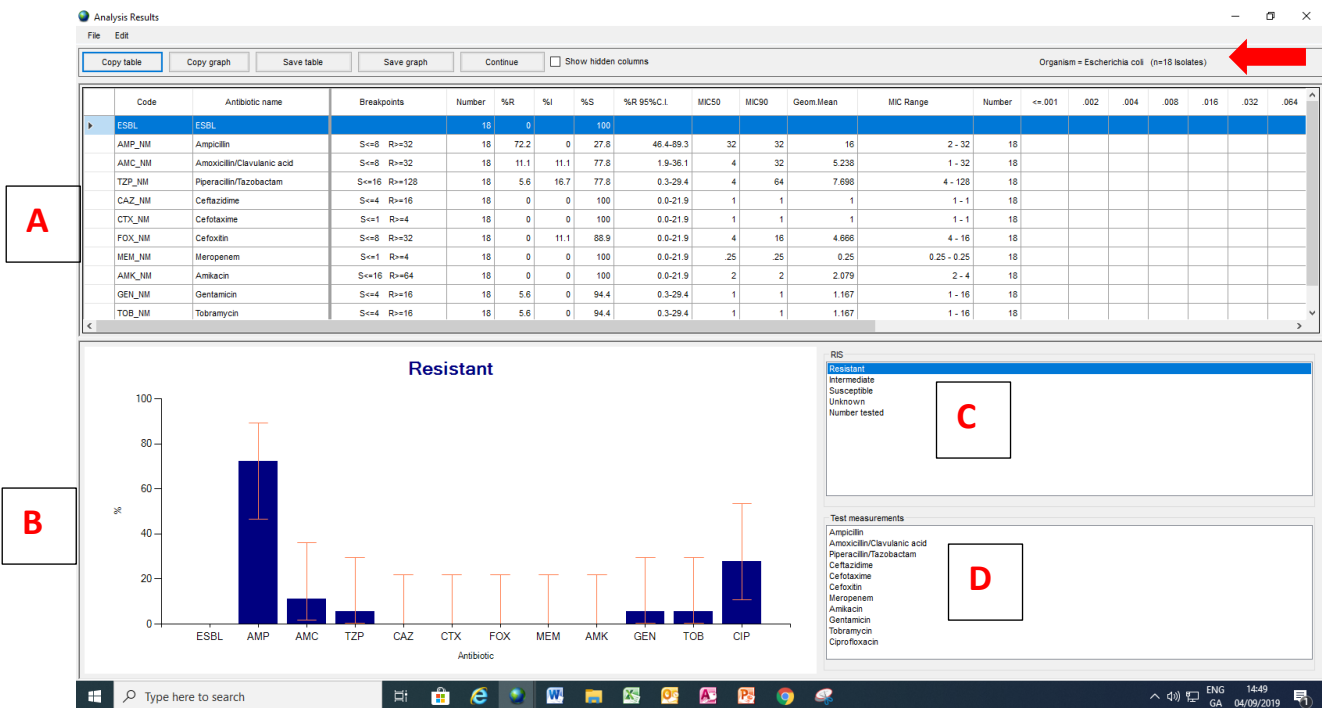 Analysis Results
File Edit
Copy table Copy graph Save table Save graph Continue Show hidden columns Organism = Escherichia coli (n=18 Isolates)
Code Antibiotic name Breakpoints Number %R %I %S %R 95%C.I. MIC50 MIC90 Geom.Mean MIC Range Number <=.001 .002 .004 .008 .016 .032 .064
ESBL ESBL 18 0 100
AMP_NM Ampicillin S<=8 R>=32 18 72.2 0 27.8 46.4-89.3 32 32 16 2 - 32 18
AMC_NM Amoxicillin/Clavulanic acid S<=8 R>=32 18 11.1 11.1 77.8 1.9-36.1 4 32 5.238 1 - 32 18
TZP_NM Piperacillin/Tazobactam S<=16 R>=128 18 5.6 16.7 77.8 0.3-29.4 4 64 7.698 4 - 128 18
CAZ_NM Ceftazidime S<=4 R>=16 18 0 0 100 0.0-21.9 1 1 1 1 - 1 18
CTX_NM Cefotaxime S<=1 R>=4 18 0 0 100 0.0-21.9 1 1 1 1 - 1 18
FOX_NM Cefoxitin S<=8 R>=32 18 0 11.1 88.9 0.0-21.9 4 16 4.666 4 - 16 18
MEM_NM Meropenem S<=1 R>=4 18 0 0 100 0.0-21.9 .25 .25 0.25 0.25 - 0.25 18
AMK_NM Amikacin S<=16 R>=64 18 0 0 100 0.0-21.9 2 2 2.079 2 - 4 18
GEN_NM Gentamicin S<=4 R>=16 18 5.6 0 94.4 0.3-29.4 1 1 1.167 1 - 16 18
TOB_NM Tobramycin S<=4 R>=16 18 5.6 0 94.4 0.3-29.4 1 1 1.167 1 - 16 18
A
B
Resistant
100
80
60
40
20
0
%
ESBL AMP AMC TZP CAZ CTX FOX MEM AMK GEN TOB CIP
Antibiotic
RIS
Resistant
Intermediate
Susceptible
Unknown
Number tested
C
Test measurements
Ampicillin
Amoxicillin/Clavulanic acid
Piperacillin/Tazobactam
Ceftazidime
Cefotaxime
Cefoxitin
Meropenem
Amikacin
Gentamicin
Tobramycin
Ciprofloxacin
D
Type here to search
ENG 14:49
GA 04/09/2019